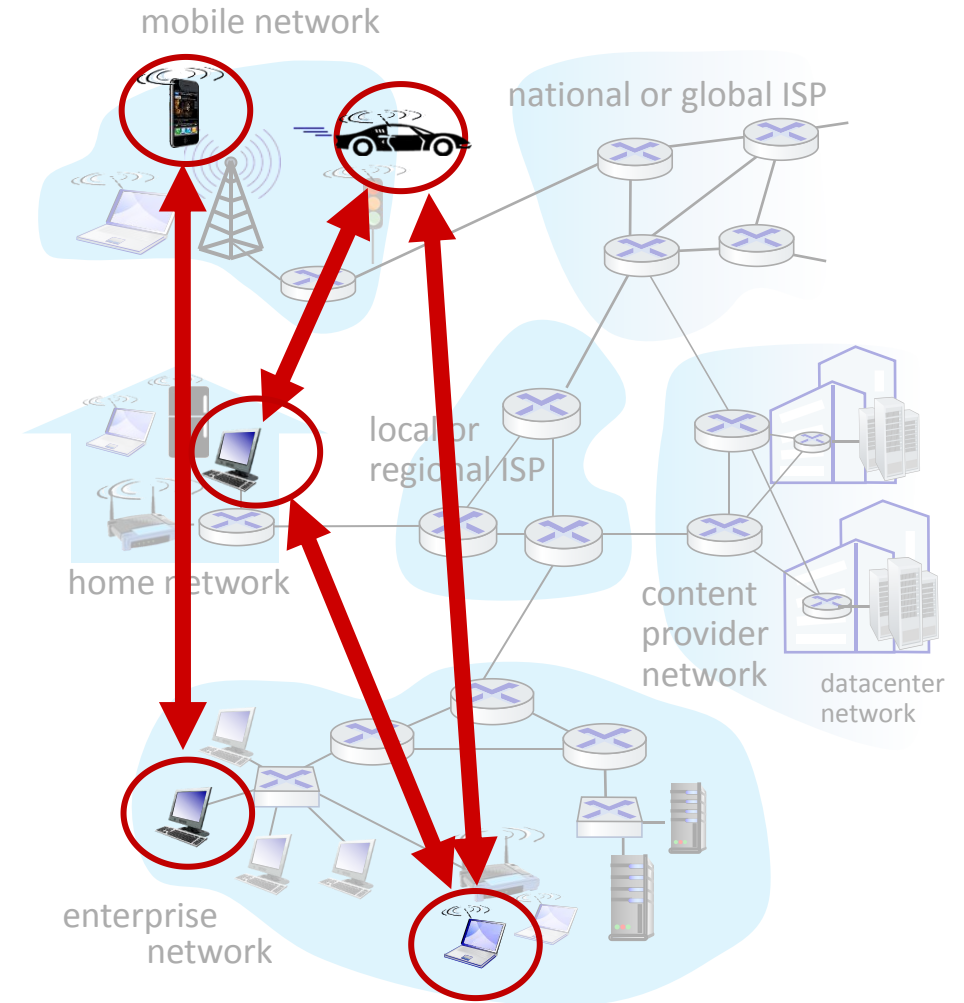 mobile network
national or global ISP
local or
regional ISP
home network
content
provider
network
datacenter
network
enterprise
network